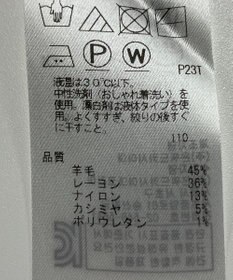 P W
P23T
液温は30℃以下。
中性洗剤(おしゃれ着洗い)を
使用。漂白剤は液体タイプを使
用。よくすすぎ、絞りの後すぐ
に干すこと。
110
品質
羊毛 45%
レーヨン 36%
ナイロン 13%
カシミヤ 5%
ポリウレタン 1%